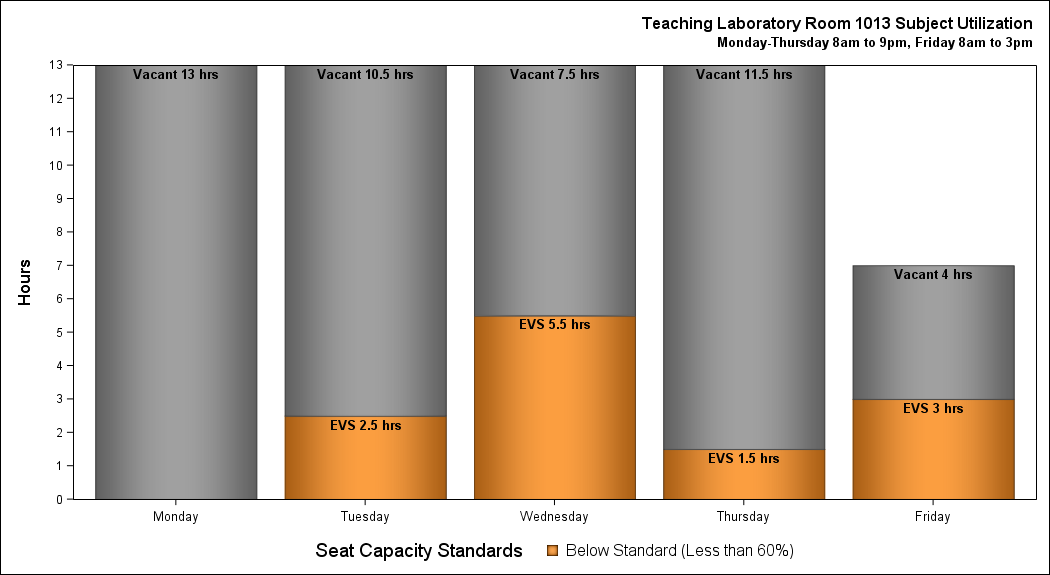 Teaching Laboratory Room 1013 Subject Utilization
Monday-Thursday 8am to 9pm, Friday 8am to 3pm
Hours
13
12
11
10
9
8
7
6
5
4
3
2
1
0
Vacant 13 hrs
Vacant 10.5 hrs
Vacant 7.5 hrs
Vacant 11.5 hrs
Vacant 4 hrs
EVS 2.5 hrs
EVS 5.5 hrs
EVS 1.5 hrs
EVS 3 hrs
Monday
Tuesday
Wednesday
Thursday
Friday
Seat Capacity Standards
Below Standard (Less than 60%)